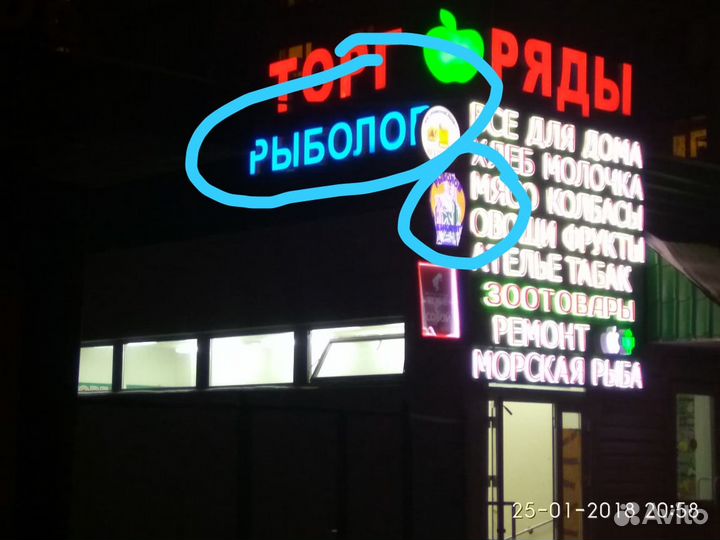 ТОРГ РЯДЫ
РЫБОЛОГ
ВСЕ ДЛЯ ДОМА
ХЛЕБ МОЛОЧКА
МЯСО КОЛБАСЫ
ОВОЩИ ФРУКТЫ
АТЕЛЬЕ ТАБАК
ЗООТОВАРЫ
РЕМОНТ
МОРСКАЯ РЫБА
25-01-2018 20:58
Avito